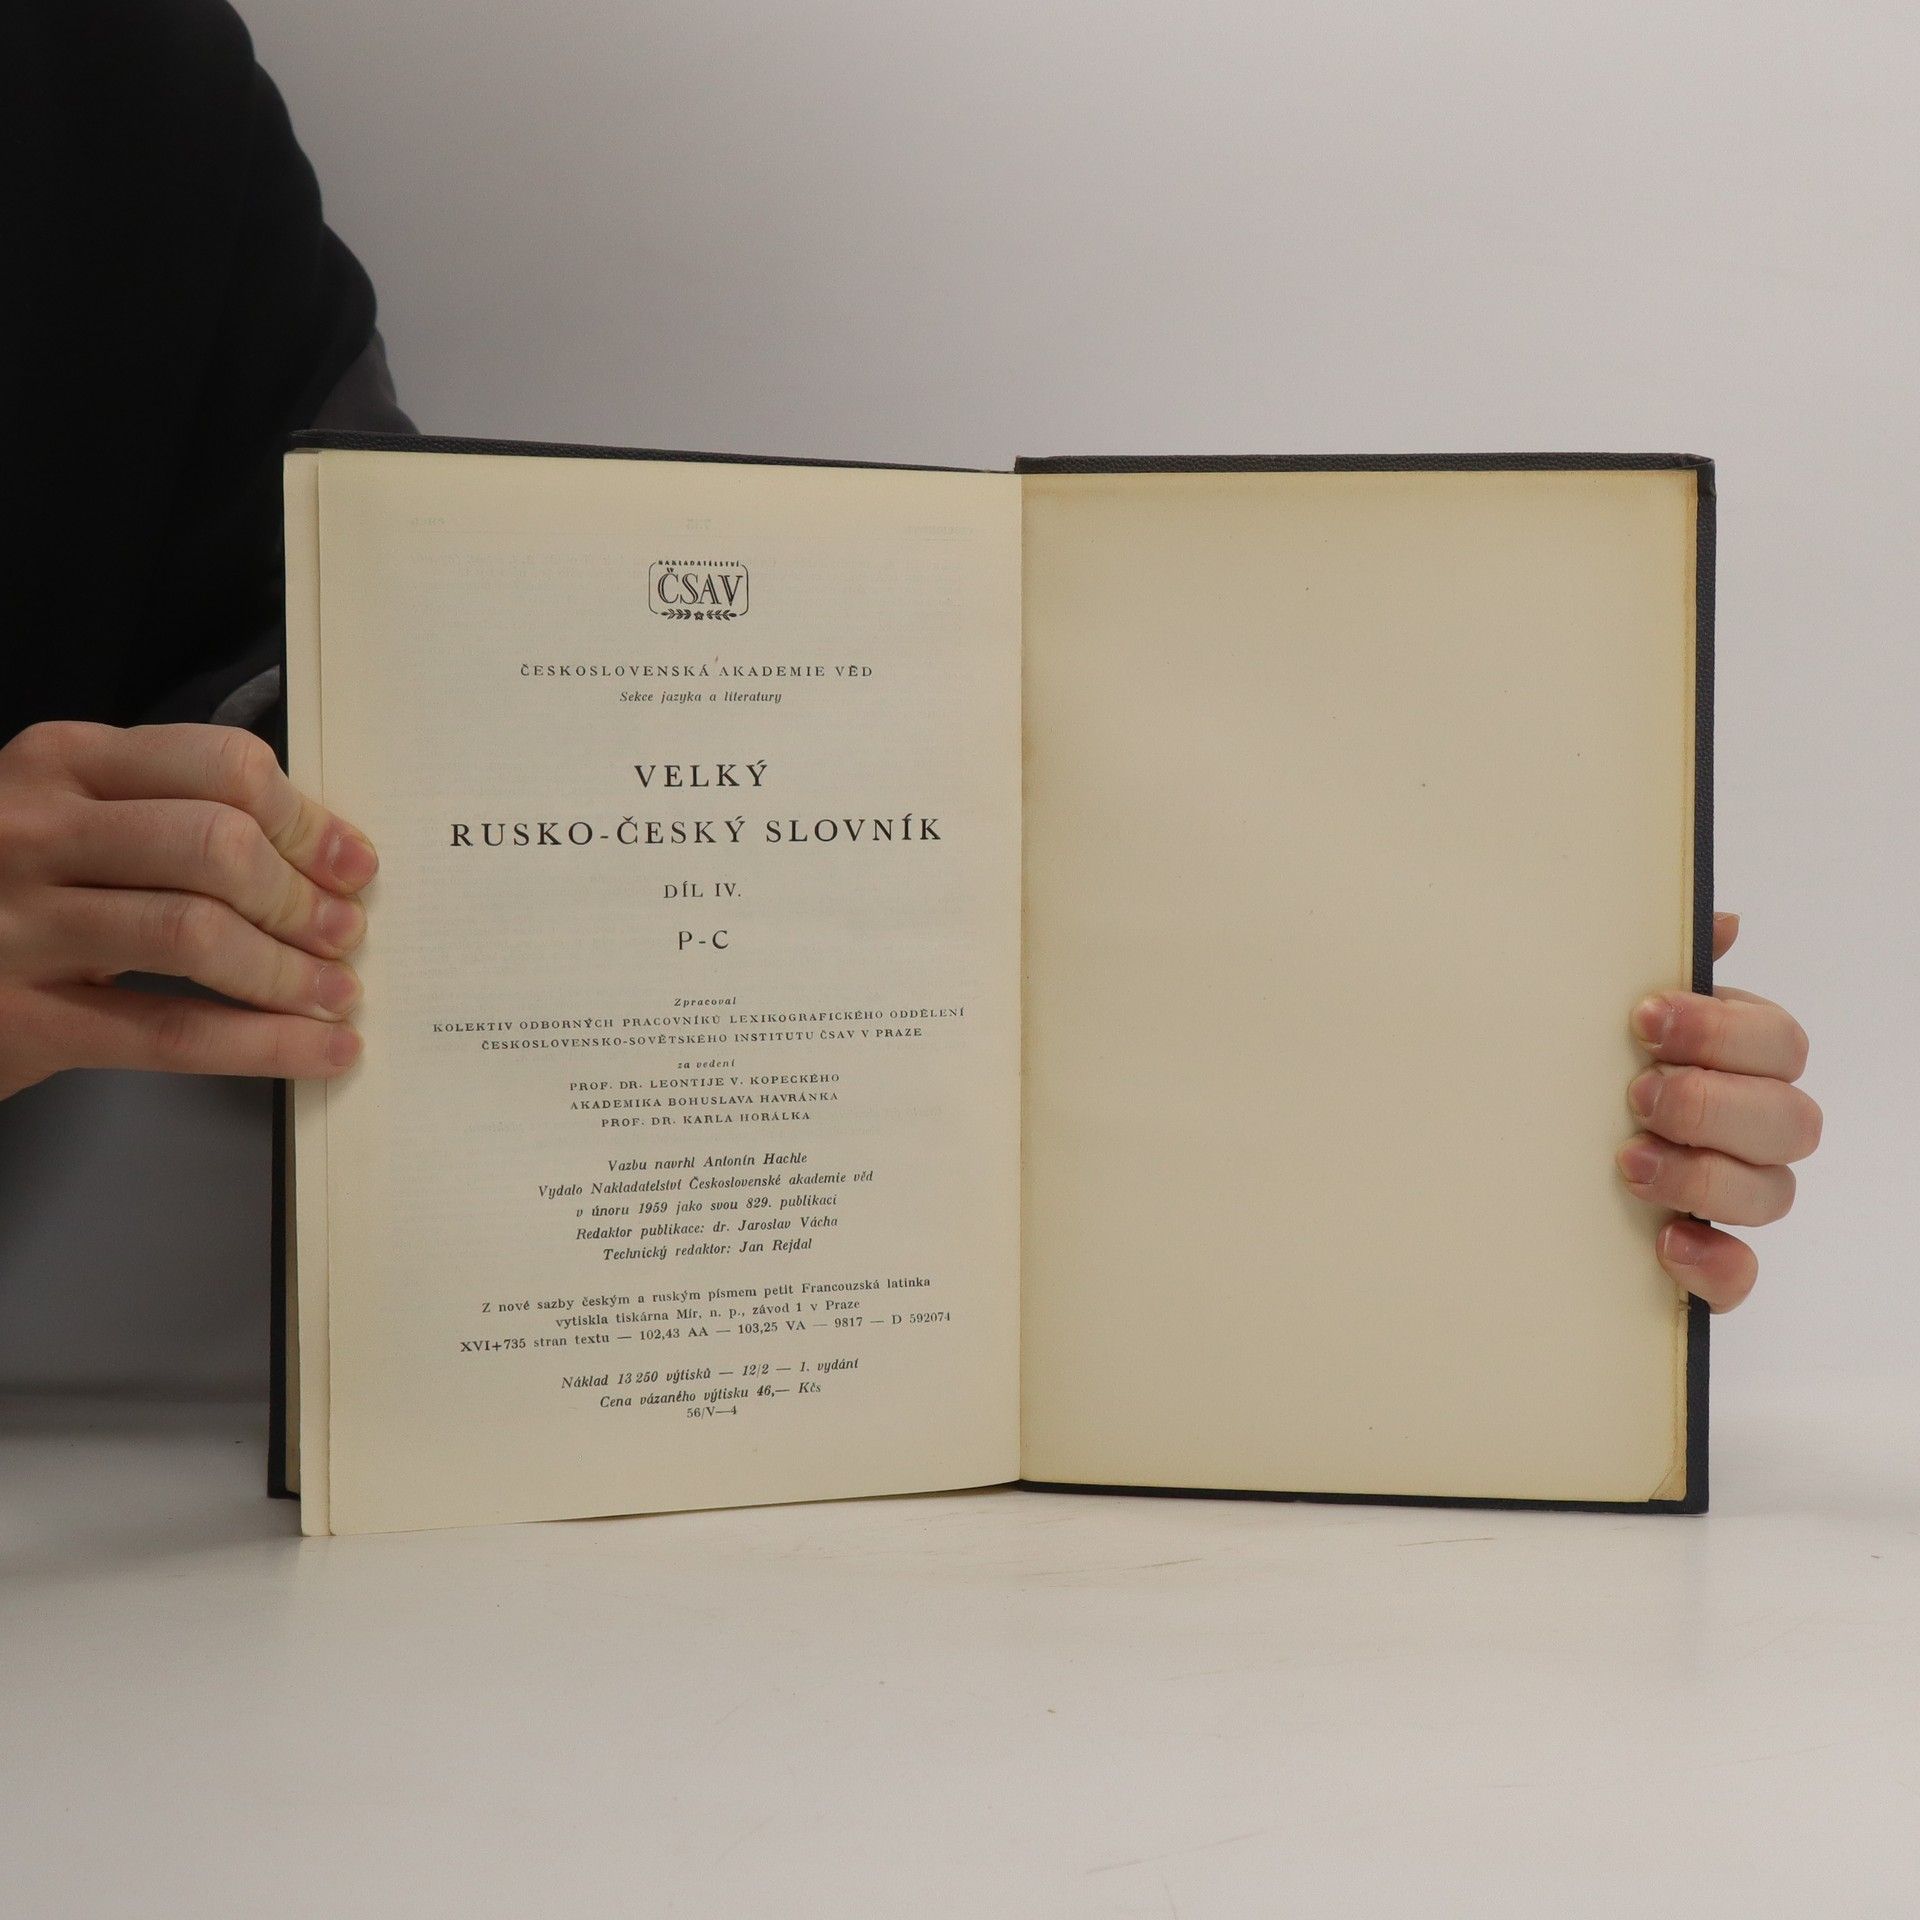 NAKLADATELSTVÍ
ČSAV
ČESKOSLOVENSKÁ AKADEMIE VĚD
Sekce jazyka a literatury
VELKÝ
RUSKO-ČESKÝ SLOVNÍK
DÍL IV.
Р-С
Zpracoval
KOLEKTIV ODBORNÝCH PRACOVNÍKŮ LEXIKOGRAFICKÉHO ODDĚLENÍ
ČESKOSLOVENSKO-SOVĚTSKÉHO INSTITUTU ČSAV V PRAZE
za vedení
PROF. DR. LEONTIJE V. KOPECKÉHO
AKADEMIKA BOHUSLAVA HAVRÁNKA
PROF. DR. KARLA HORÁLKA
Vazbu navrhl Antonín Hachle
Vydalo Nakladatelství Československé akademie věd
v únoru 1959 jako svou 829. publikaci
Redaktor publikace: dr. Jaroslav Vácha
Technický redaktor: Jan Rejdal
Z nové sazby českým a ruským písmem petit Francouzská latinka
vytiskla tiskárna Mír, n. p., závod 1 v Praze
XVI+735 stran textu — 102,43 AA — 103,25 VA — 9817 — D 592074
Náklad 13 250 výtisků — 12/2 — 1. vydání
Cena vázaného výtisku 46,— Kčs
56/V—4